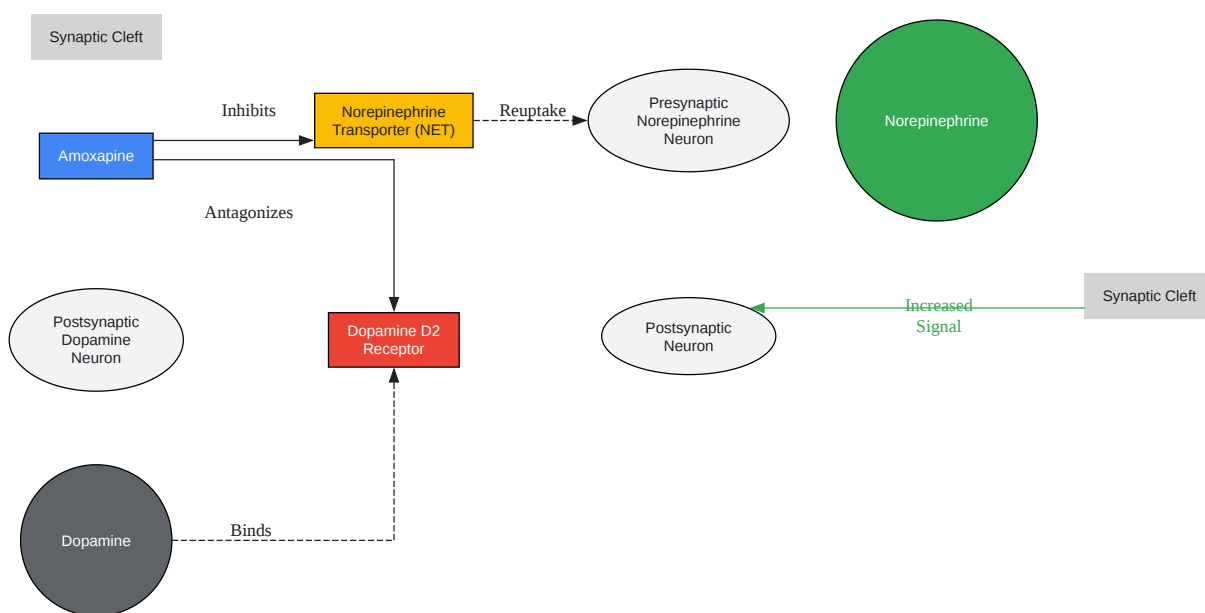 Synaptic Cleft
Inhibits
Norepinephrine
Transporter (NET)
Reuptake
Presynaptic
Norepinephrine
Neuron
Norepinephrine
Amoxapine
Antagonizes
Postsynaptic
Dopamine
Neuron
Dopamine D2
Receptor
Postsynaptic
Neuron
Increased
Signal
Synaptic Cleft
Dopamine
Binds